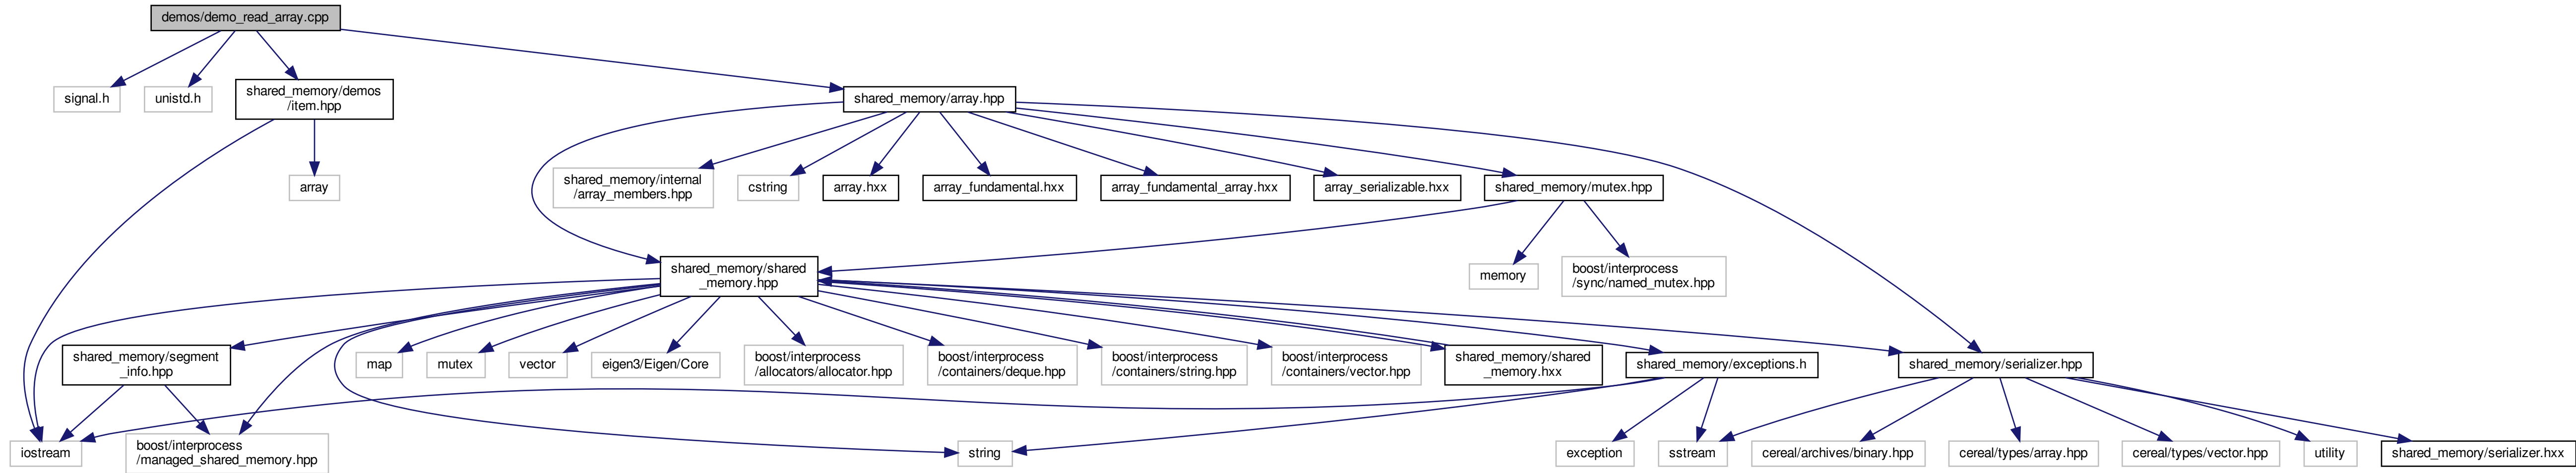 demos/demo_read_array.cpp
signal.h
unistd.h
shared_memory/demos
/item.hpp
shared_memory/array.hpp
array
shared_memory/internal
/array_members.hpp
cstring
array.hxx
array_fundamental.hxx
array_fundamental_array.hxx
array_serializable.hxx
shared_memory/mutex.hpp
shared_memory/shared
_memory.hpp
memory
boost/interprocess
/sync/named_mutex.hpp
shared_memory/segment
_info.hpp
map
mutex
vector
eigen3/Eigen/Core
boost/interprocess
/allocators/allocator.hpp
boost/interprocess
/containers/deque.hpp
boost/interprocess
/containers/string.hpp
boost/interprocess
/containers/vector.hpp
shared_memory/shared
_memory.hxx
shared_memory/exceptions.h
shared_memory/serializer.hpp
iostream
boost/interprocess
/managed_shared_memory.hpp
string
exception
sstream
cereal/archives/binary.hpp
cereal/types/array.hpp
cereal/types/vector.hpp
utility
shared_memory/serializer.hxx